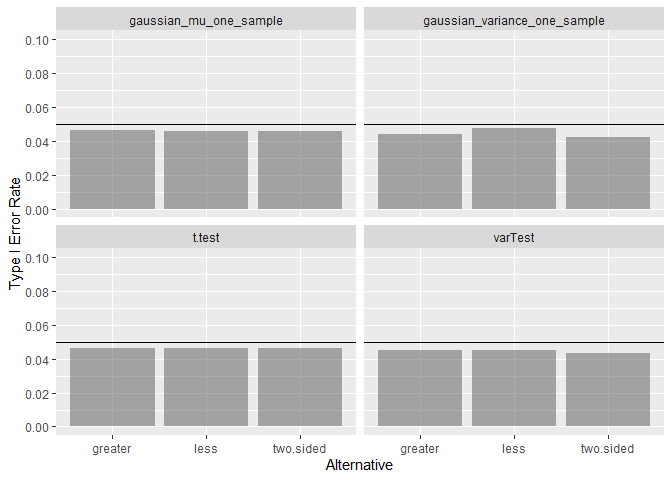 gaussian_mu_one_sample
gaussian_variance_one_sample
0.10
0.08
0.06
0.04
0.02
0.00
Type I Error Rate
t.test
varTest
0.10
0.08
0.06
0.04
0.02
0.00
greater
less
two.sided
greater
less
two.sided
Alternative